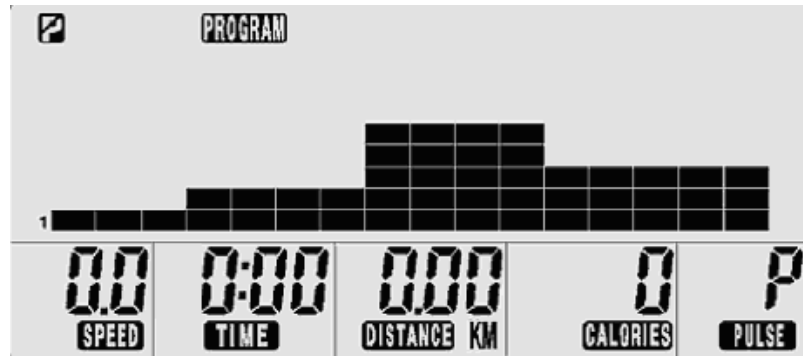 P PROGRAM
1
0.0 0:00 0.00 0 P
SPEED TIME DISTANCE KM CALORIES PULSE